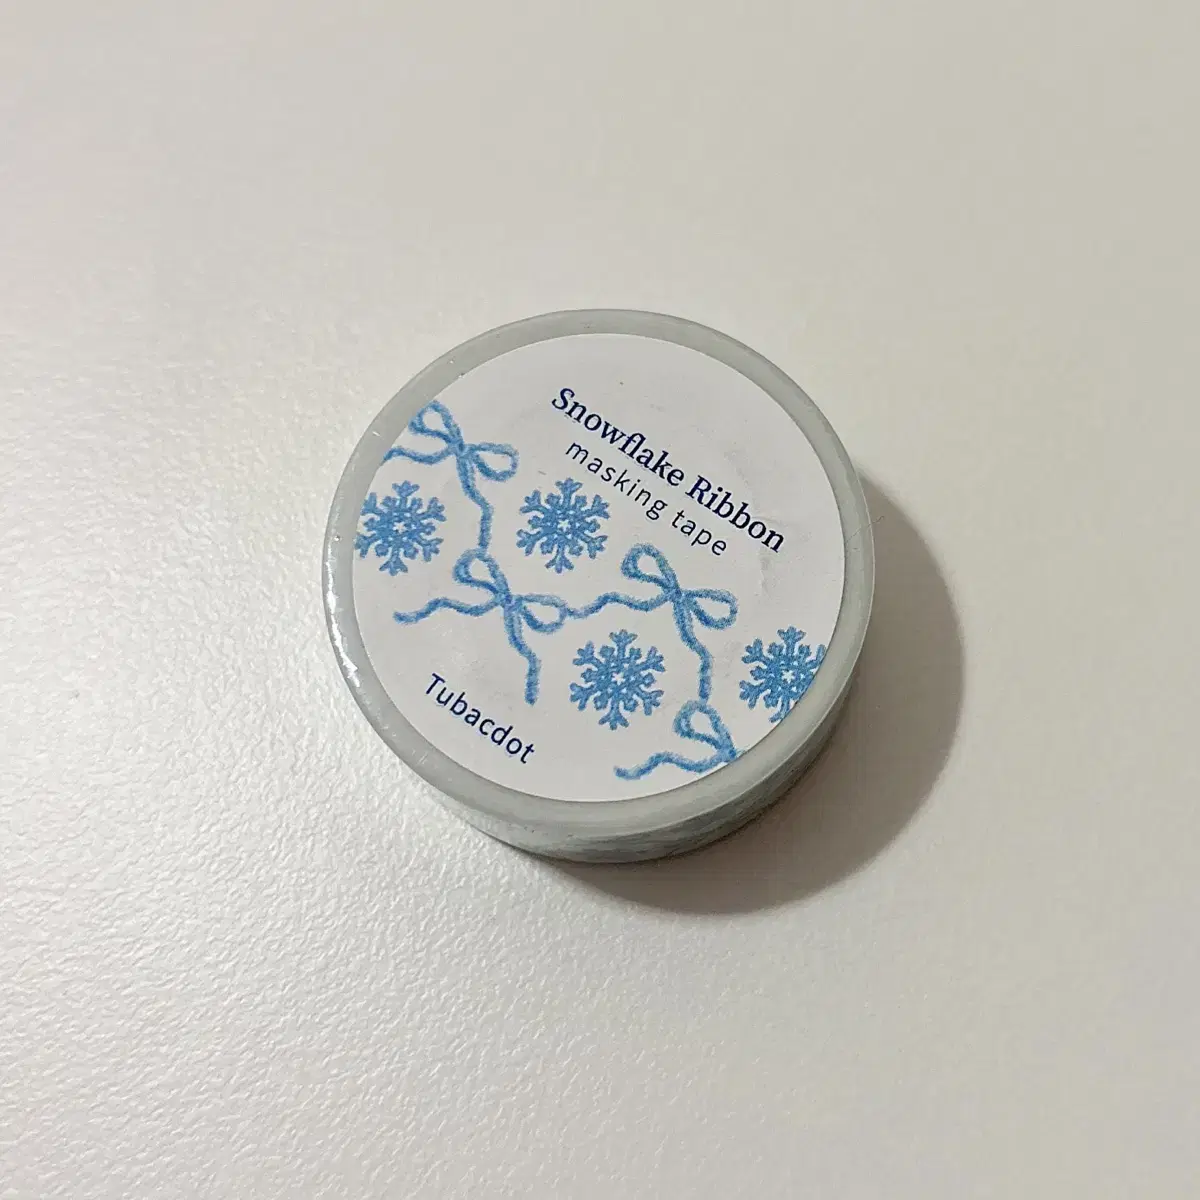 Snowflake Ribbon
masking tape
Tubacdot